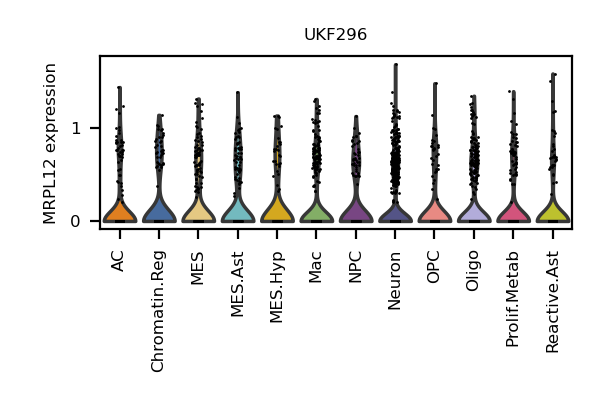 UKF296
MRPL12 expression
1
0
AC
Chromatin.Reg
MES
MES.Ast
MES.Hyp
Mac
NPC
Neuron
OPC
Oligo
Prolif.Metab
Reactive.Ast